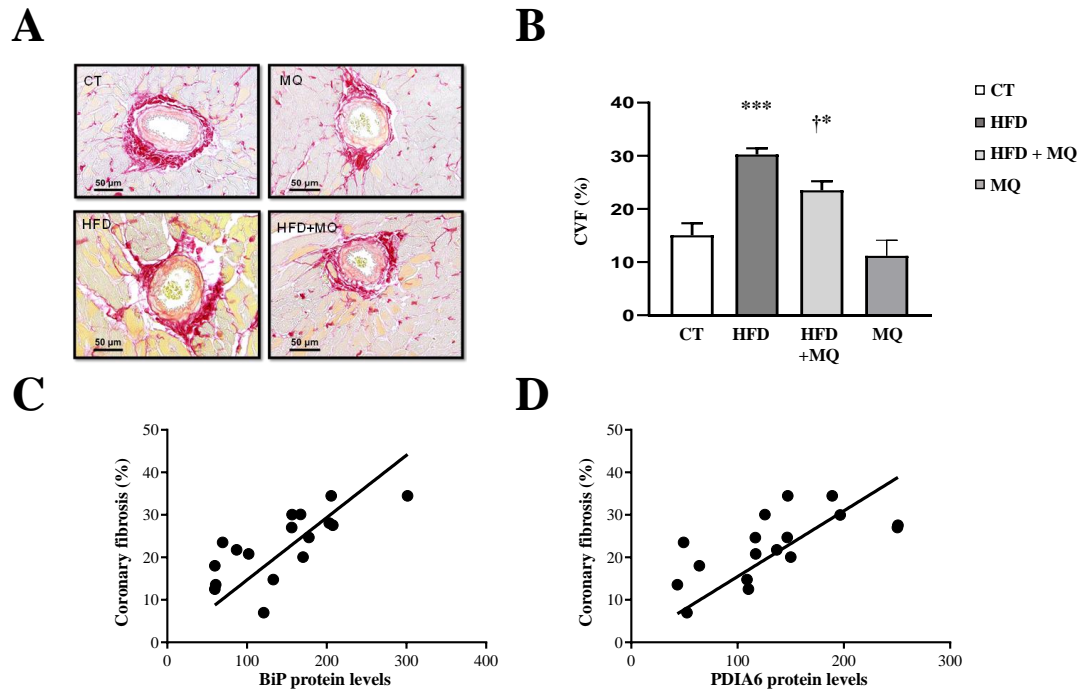 A
CT
50 µm
MQ
50 µm
HFD
50 µm
HFD+MQ
50 µm
B
CVF (%)
40
30
20
10
0
***
†*
CT
HFD
HFD
+MQ
MQ
CT
HFD
HFD + MQ
MQ
C
Coronary fibrosis (%)
50
40
30
20
10
0
0 100 200 300 400
BiP protein levels
D
Coronary fibrosis (%)
50
40
30
20
10
0
0 100 200 300
PDIA6 protein levels